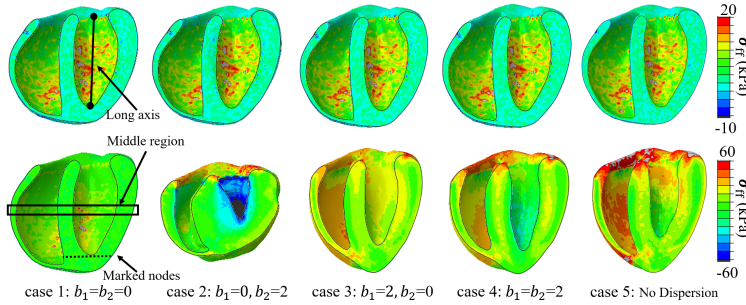 20
σff (kPa)
-10
Long axis
Middle region
60
σff (kPa)
-60
Marked nodes
case 1: b₁=b₂=0
case 2: b₁=0, b₂=2
case 3: b₁=2, b₂=0
case 4: b₁=b₂=2
case 5: No Dispersion